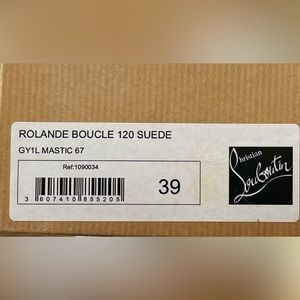 ROLANDE BOUCLE 120 SUEDE
GY1L MASTIC 67
Ref:1090034
3 607410 855205
39
Christian
Louboutin